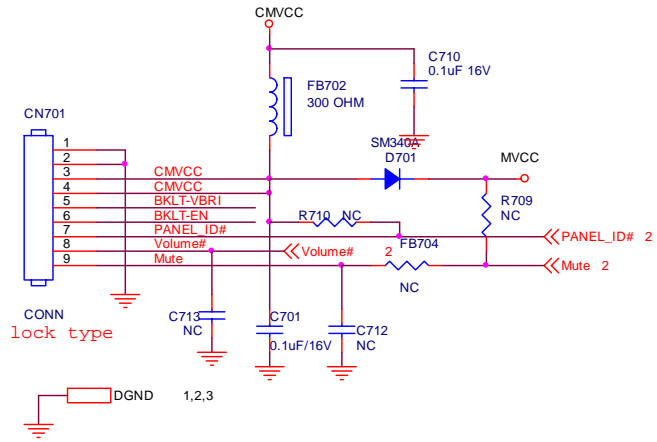 CMVCC
C710
0.1uF 16V
FB702
300 OHM
CN701
SM340A
D701
MVCC
1
2
3
CMVCC
4
CMVCC
5
BKLT-VBRI
6
BKLT-EN
7
PANEL_ID#
8
Volume#
9
Mute
R709
NC
R710 NC
PANEL_ID# 2
Volume# 2
FB704
NC
Mute 2
CONN
lock type
C713
NC
C701
0.1uF/16V
C712
NC
DGND 1,2,3